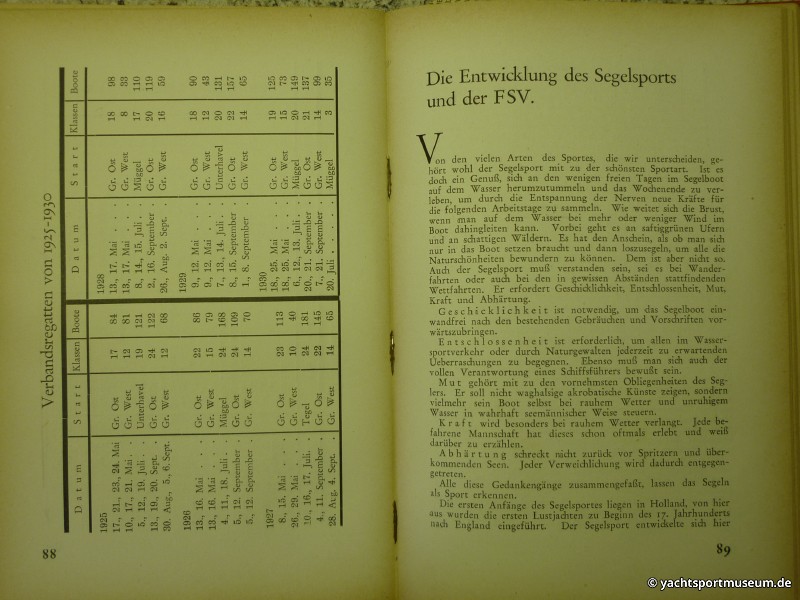 Verbandsregatten von 1925-1930
Datum Start Klassen Boote
1925
17., 21., 23., 24. Mai Gr. Ost 17 84
10., 17., 21. Mai . . Gr. West 12 81
5., 12., 19. Juli . . Unterhavel 19 121
13., 19., 20. Sept. . Gr. Ost 24 122
30. Aug., 5., 6. Sept. Gr. West 12 68
1926
13., 16. Mai . . . Gr. Ost 22 86
13., 16. Mai . . . Gr. West 15 79
4., 11., 18. Juli . . Müggel 24 168
5., 12. September . . Gr. Ost 24 109
5., 12. September . . Gr. West 14 70
1927
8., 15. Mai . . . Gr. Ost 23 113
26., 29. Mai . . . Gr. West 10 40
10., 16., 17. Juli . . Tegel 24 181
4., 11. September . . Gr. Ost 22 145
28. Aug. 4. Sept. . Gr. West 14 65
Datum Start Klassen Boote
1928
13., 17. Mai . . . Gr. Ost 18 98
13., 17. Mai . . . Gr. West 8 33
8., 14., 15. Juli . . Müggel 17 110
2., 16. September . . Gr. Ost 20 119
26., Aug. 2. Sept. . Gr. West 16 59
1929
9., 12. Mai . . . Gr. Ost 18 90
9., 12. Mai . . . Gr. West 12 43
7., 13., 14. Juli . . Unterhavel 20 131
8., 15. September . . Gr. Ost 22 157
1., 8. September . . Gr. West 14 65
1930
18., 25. Mai . . . Gr. Ost 19 125
18., 25. Mai . . . Gr. West 15 73
6., 12., 13. Juli . . Müggel 20 149
20., 21. September . Gr. Ost 21 137
7., 21. September . . Gr. West 14 99
20. Juli . . . . Müggel 3 35
88
Die Entwicklung des Segelsports
und der FSV.
Von den vielen Arten des Sportes, die wir unterscheiden, ge-
hört wohl der Segelsport mit zu der schönsten Sportart. Ist es
doch ein Genuß, sich an den wenigen freien Tagen im Segelboot
auf dem Wasser herumzutummeln und das Wochenende zu ver-
leben, um durch die Entspannung der Nerven neue Kräfte für
die folgenden Arbeitstage zu sammeln. Wie weitet sich die Brust,
wenn man auf dem Wasser bei mehr oder weniger Wind im
Boot dahingleiten kann. Vorbei geht es an saftiggrünen Ufern
und an schattigen Wäldern. Es hat den Anschein, als ob man sich
nur in das Boot setzen braucht und dann loszusegeln, um alle die
Naturschönheiten bewundern zu können. Dem ist aber nicht so.
Auch der Segelsport muß verstanden sein, sei es bei Wander-
fahrten oder auch bei den in gewissen Abständen stattfindenden
Wettfahrten. Er erfordert Geschicklichkeit, Entschlossenheit, Mut,
Kraft und Abhärtung.
Geschicklichkeit ist notwendig, um das Segelboot ein-
wandfrei nach den bestehenden Gebräuchen und Vorschriften vor-
wärtszubringen.
Entschlossenheit ist erforderlich, um allen im Wasser-
sportverkehr oder durch Naturgewalten jederzeit zu erwartenden
Ueberraschungen zu begegnen. Ebenso muß man sich auch der
vollen Verantwortung eines Schiffsführers bewußt sein.
Mut gehört mit zu den vornehmsten Obliegenheiten des Seg-
lers. Er soll nicht waghalsige akrobatische Künste zeigen, sondern
vielmehr sein Boot selbst bei rauhem Wetter und unruhigem
Wasser in wahrhaft seemännischer Weise steuern.
Kraft wird besonders bei rauhem Wetter verlangt. Jede be-
fahrene Mannschaft hat dieses schon oftmals erlebt und weiß
darüber zu erzählen.
Abhärtung schreckt nicht zurück vor Spritzern und über-
kommenden Seen. Jeder Verweichlichung wird dadurch entgegen-
getreten.
Alle diese Gedankengänge zusammengefaßt, lassen das Segeln
als Sport erkennen.
Die ersten Anfänge des Segelsportes liegen in Holland, von hier
aus wurden die ersten Lustjachten zu Beginn des 17. Jahrhunderts
nach England eingeführt. Der Segelsport entwickelte sich hier
89
© yachtsportmuseum.de